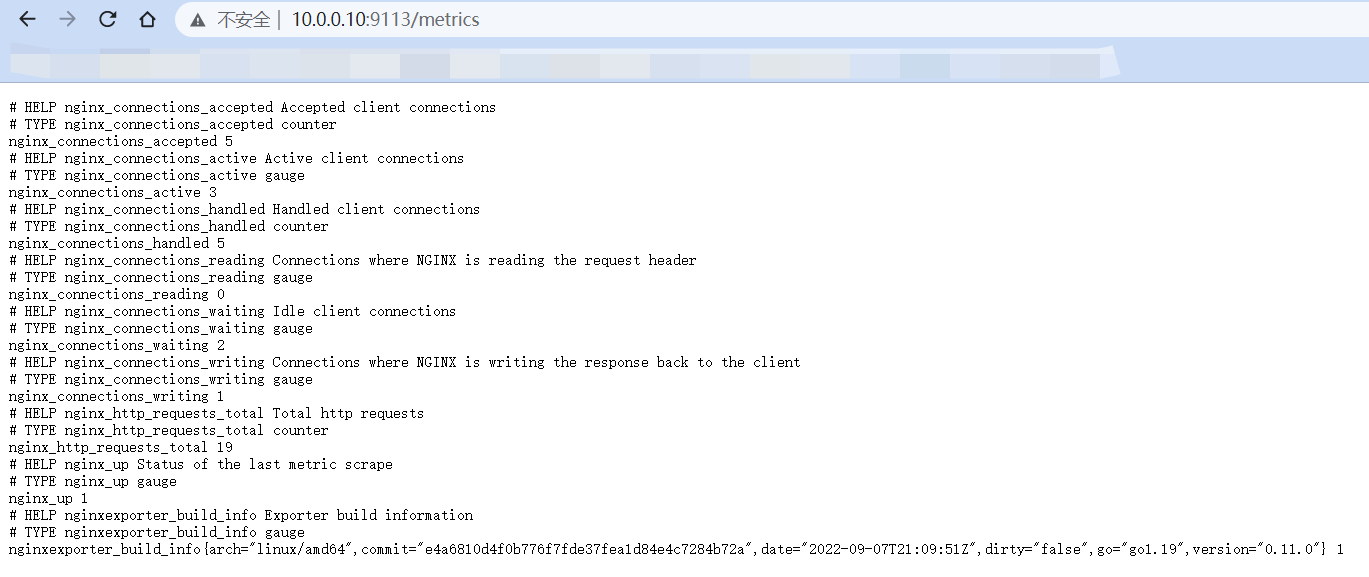 不安全 | 10.0.0.10:9113/metrics
# HELP nginx_connections_accepted Accepted client connections
# TYPE nginx_connections_accepted counter
nginx_connections_accepted 5
# HELP nginx_connections_active Active client connections
# TYPE nginx_connections_active gauge
nginx_connections_active 3
# HELP nginx_connections_handled Handled client connections
# TYPE nginx_connections_handled counter
nginx_connections_handled 5
# HELP nginx_connections_reading Connections where NGINX is reading the request header
# TYPE nginx_connections_reading gauge
nginx_connections_reading 0
# HELP nginx_connections_waiting Idle client connections
# TYPE nginx_connections_waiting gauge
nginx_connections_waiting 2
# HELP nginx_connections_writing Connections where NGINX is writing the response back to the client
# TYPE nginx_connections_writing gauge
nginx_connections_writing 1
# HELP nginx_http_requests_total Total http requests
# TYPE nginx_http_requests_total counter
nginx_http_requests_total 19
# HELP nginx_up Status of the last metric scrape
# TYPE nginx_up gauge
nginx_up 1
# HELP nginxexporter_build_info Exporter build information
# TYPE nginxexporter_build_info gauge
nginxexporter_build_info{arch="linux/amd64",commit="e4a6810d4f0b776f7fde37fea1d84e4c7284b72a",date="2022-09-07T21:09:51Z",dirty="false",go="go1.19",version="0.11.0"} 1